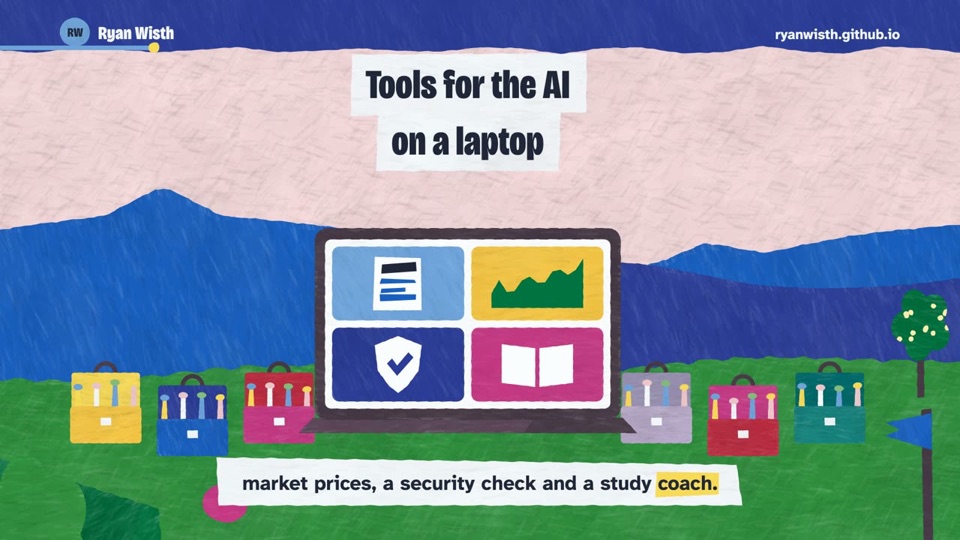 RW Ryan Wisth
ryanwisth.github.io
Tools for the AI
on a laptop
market prices, a security check and a study coach.